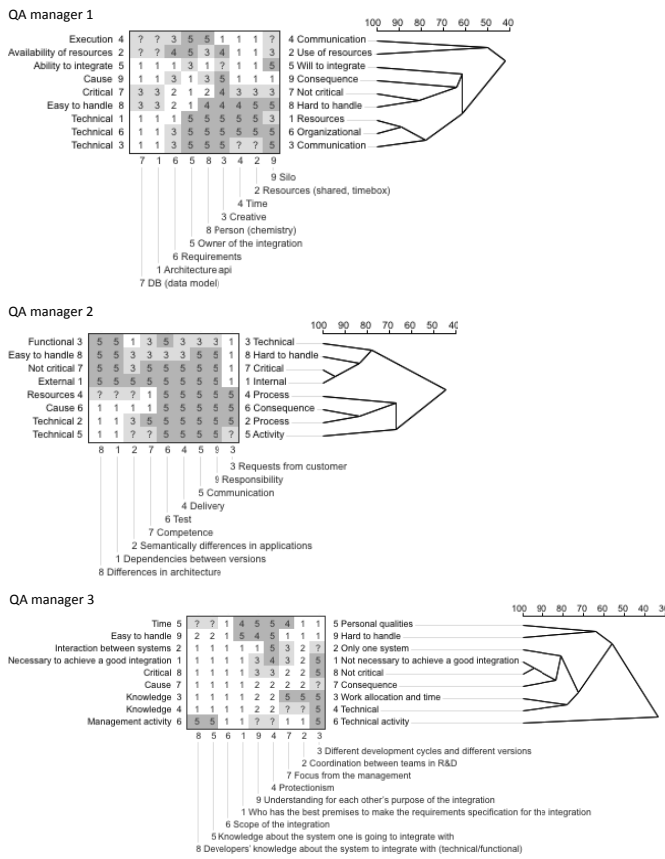 QA manager 1
100 90 80 70 60 50 40
Execution 4 ? ? 3 5 5 1 1 1 ? 4 Communication
Availability of resources 2 ? ? 4 5 3 4 1 1 3 2 Use of resources
Ability to integrate 5 1 1 1 3 1 ? 1 1 5 5 Will to integrate
Cause 9 1 1 3 1 3 5 1 1 1 9 Consequence
Critical 7 3 3 2 1 2 4 3 3 3 7 Not critical
Easy to handle 8 3 3 2 1 4 4 4 5 5 8 Hard to handle
Technical 1 1 1 1 5 5 5 5 5 3 1 Resources
Technical 6 1 1 3 5 5 5 5 5 5 6 Organizational
Technical 3 1 1 3 5 5 5 ? ? 5 3 Communication
7 1 6 5 8 3 4 2 9
9 Silo
2 Resources (shared, timebox)
4 Time
3 Creative
8 Person (chemistry)
5 Owner of the integration
6 Requirements
1 Architecture api
7 DB (data model)
QA manager 2
100 90 80 70 60 50 40
Functional 3 5 5 1 3 5 3 3 3 1 3 Technical
Easy to handle 8 5 5 3 3 3 3 5 5 1 8 Hard to handle
Not critical 7 5 5 3 5 5 5 5 5 1 7 Critical
External 1 5 5 5 5 5 5 5 5 1 1 Internal
Resources 4 ? ? ? 1 5 5 5 5 5 4 Process
Cause 6 1 1 1 1 5 5 5 5 5 6 Consequence
Technical 2 1 1 3 5 5 5 5 5 5 2 Process
Technical 5 1 1 ? ? 5 5 5 5 ? 5 Activity
8 1 2 7 6 4 5 9 3
3 Requests from customer
9 Responsibility
5 Communication
4 Delivery
6 Test
7 Competence
2 Semantically differences in applications
1 Dependencies between versions
8 Differences in architecture
QA manager 3
100 90 80 70 60 50 40 30
Time 5 ? ? 1 4 5 5 4 1 1 5 Personal qualities
Easy to handle 9 2 2 1 5 4 5 1 1 1 9 Hard to handle
Interaction between systems 2 1 1 1 1 1 5 3 2 ? 2 Only one system
Necessary to achieve a good integration 1 1 1 1 1 3 4 3 2 5 1 Not necessary to achieve a good integration
Critical 8 1 1 1 1 3 3 2 2 5 8 Not critical
Cause 7 1 1 1 1 2 2 2 2 ? 7 Consequence
Knowledge 3 1 1 1 1 2 2 5 5 5 3 Work allocation and time
Knowledge 4 1 1 1 1 2 2 ? ? 5 4 Technical
Management activity 6 5 5 1 1 ? ? 1 1 5 6 Technical activity
8 5 6 1 9 4 7 2 3
3 Different development cycles and different versions
2 Coordination between teams in R&D
7 Focus from the management
4 Protectionism
9 Understanding for each other's purpose of the integration
1 Who has the best premises to make the requirements specification for the integration
6 Scope of the integration
5 Knowledge about the system one is going to integrate with
8 Developers' knowledge about the system to integrate with (technical/functional)